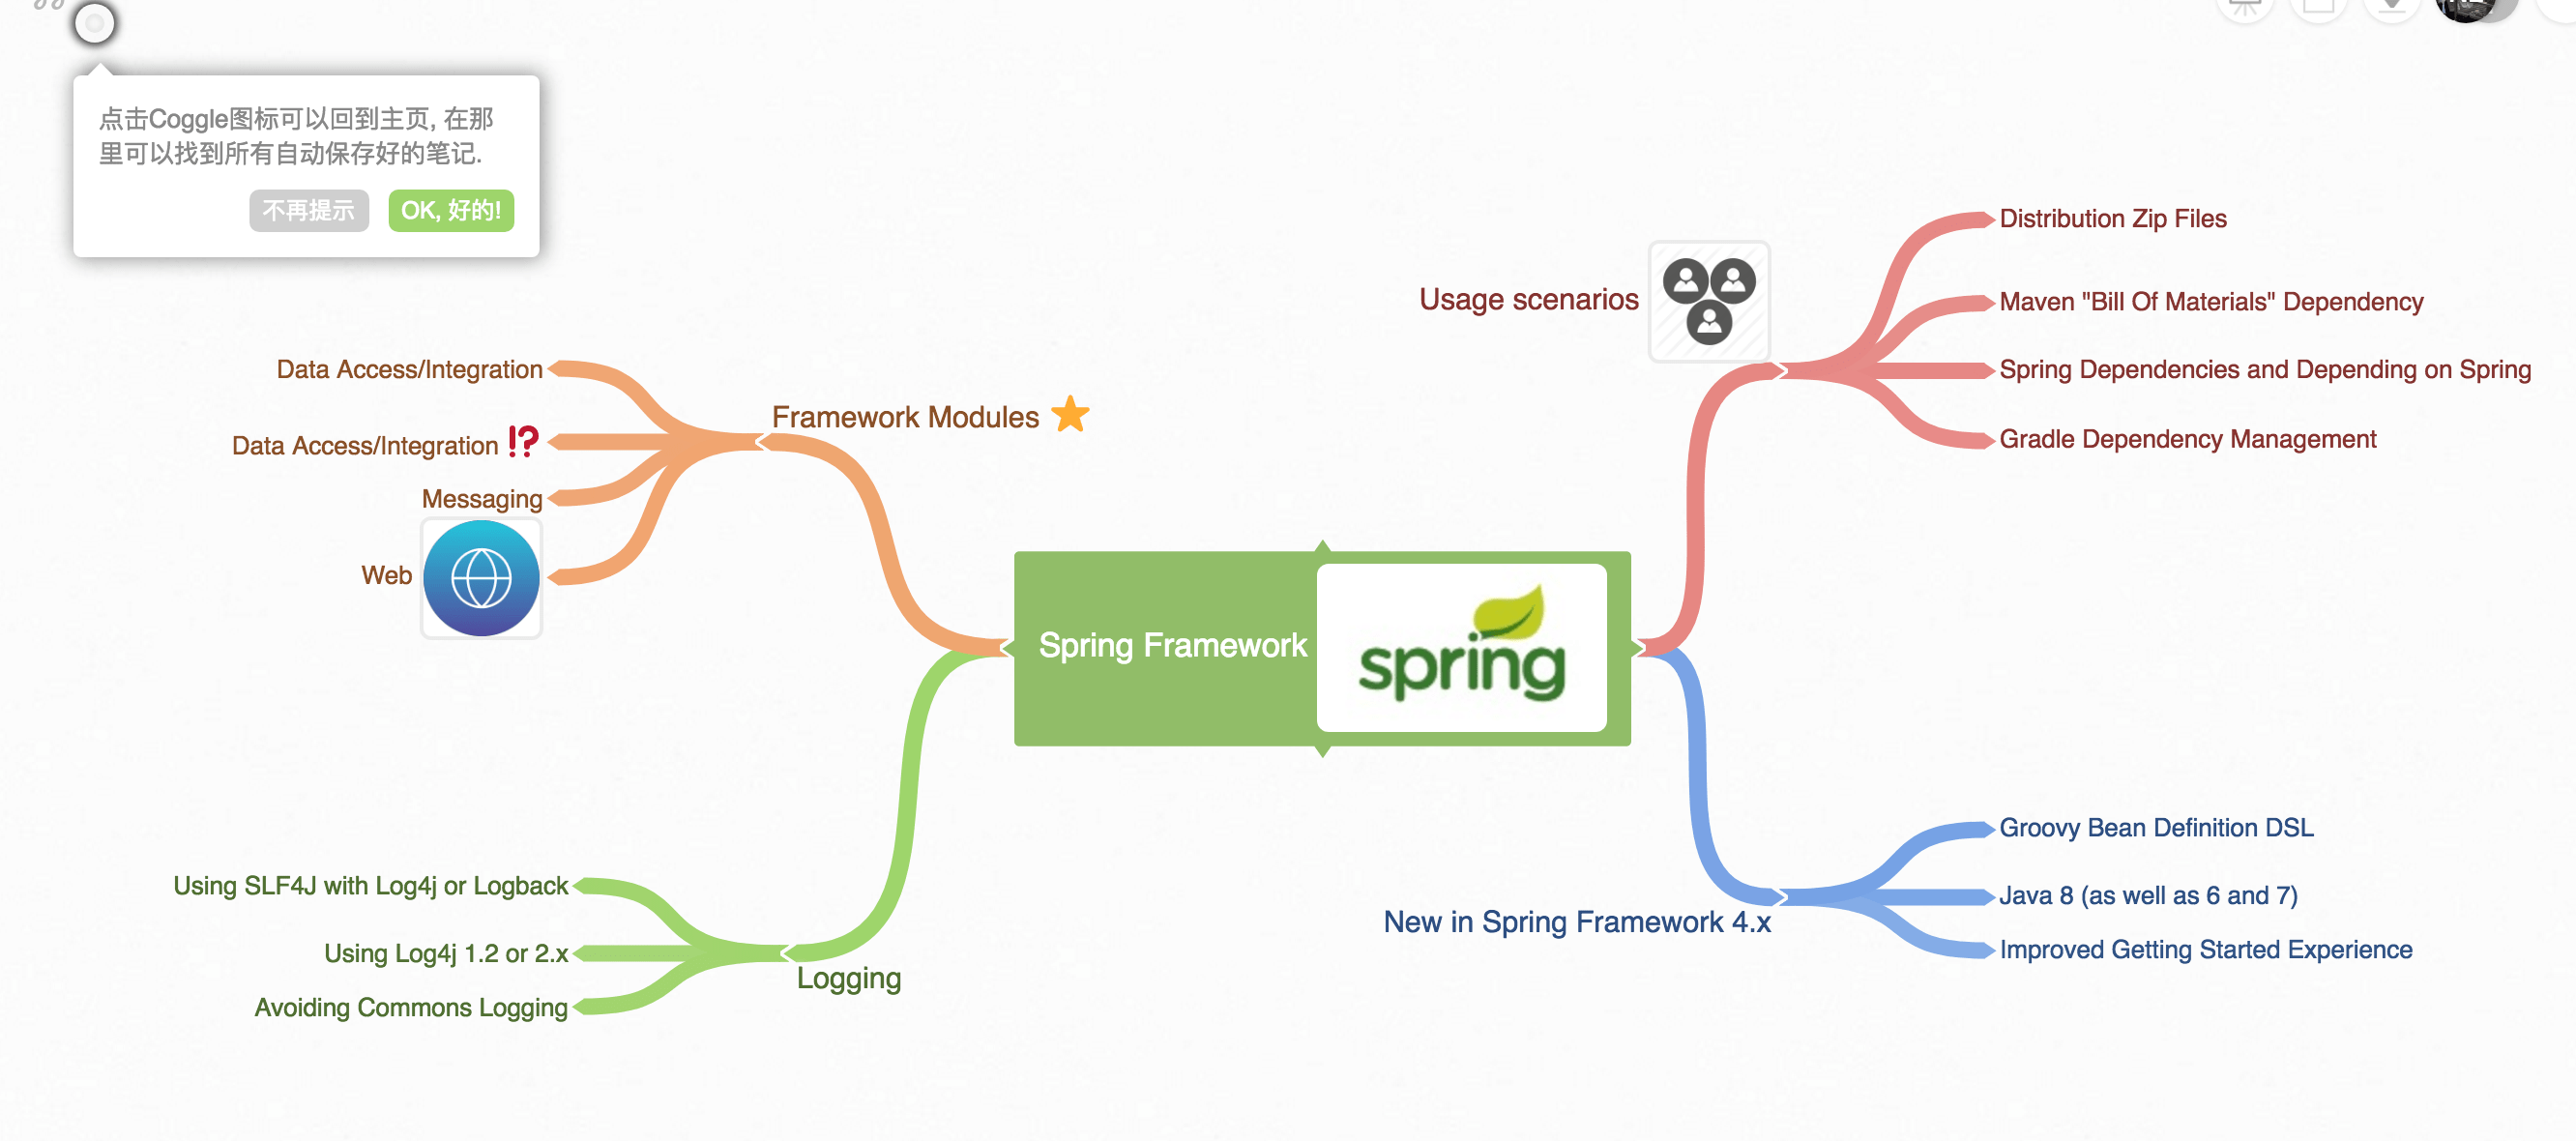 点击Coggle图标可以回到主页, 在那
里可以找到所有自动保存好的笔记.
不再提示
OK, 好的!
Usage scenarios
Distribution Zip Files
Maven "Bill Of Materials" Dependency
Spring Dependencies and Depending on Spring
Gradle Dependency Management
Framework Modules
Data Access/Integration
Data Access/Integration ⁉
Messaging
Web
Spring Framework
spring
Logging
Using SLF4J with Log4j or Logback
Using Log4j 1.2 or 2.x
Avoiding Commons Logging
New in Spring Framework 4.x
Groovy Bean Definition DSL
Java 8 (as well as 6 and 7)
Improved Getting Started Experience